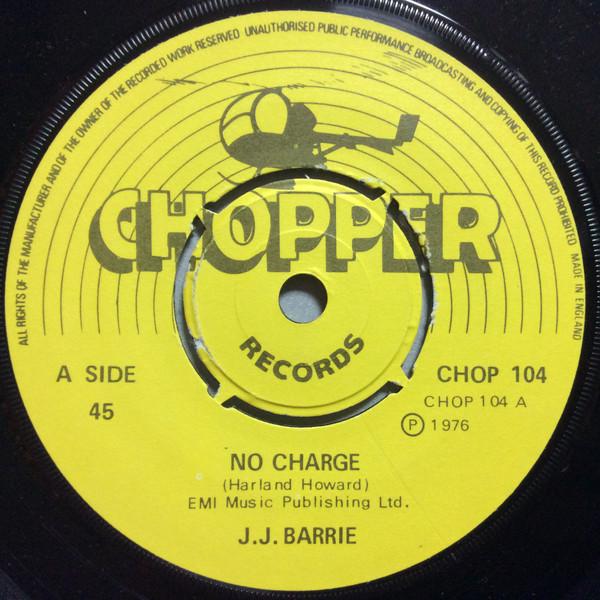 ALL RIGHTS OF THE MANUFACTURER AND OF THE OWNER OF THE RECORDED WORK RESERVED UNAUTHORISED PUBLIC PERFORMANCE BROADCASTING AND COPYING OF THIS RECORD PROHIBITED MADE IN ENGLAND
CHOPPER
RECORDS
A SIDE
45
CHOP 104
CHOP 104 A
Ⓟ 1976
NO CHARGE
(Harland Howard)
EMI Music Publishing Ltd.
J.J. BARRIE